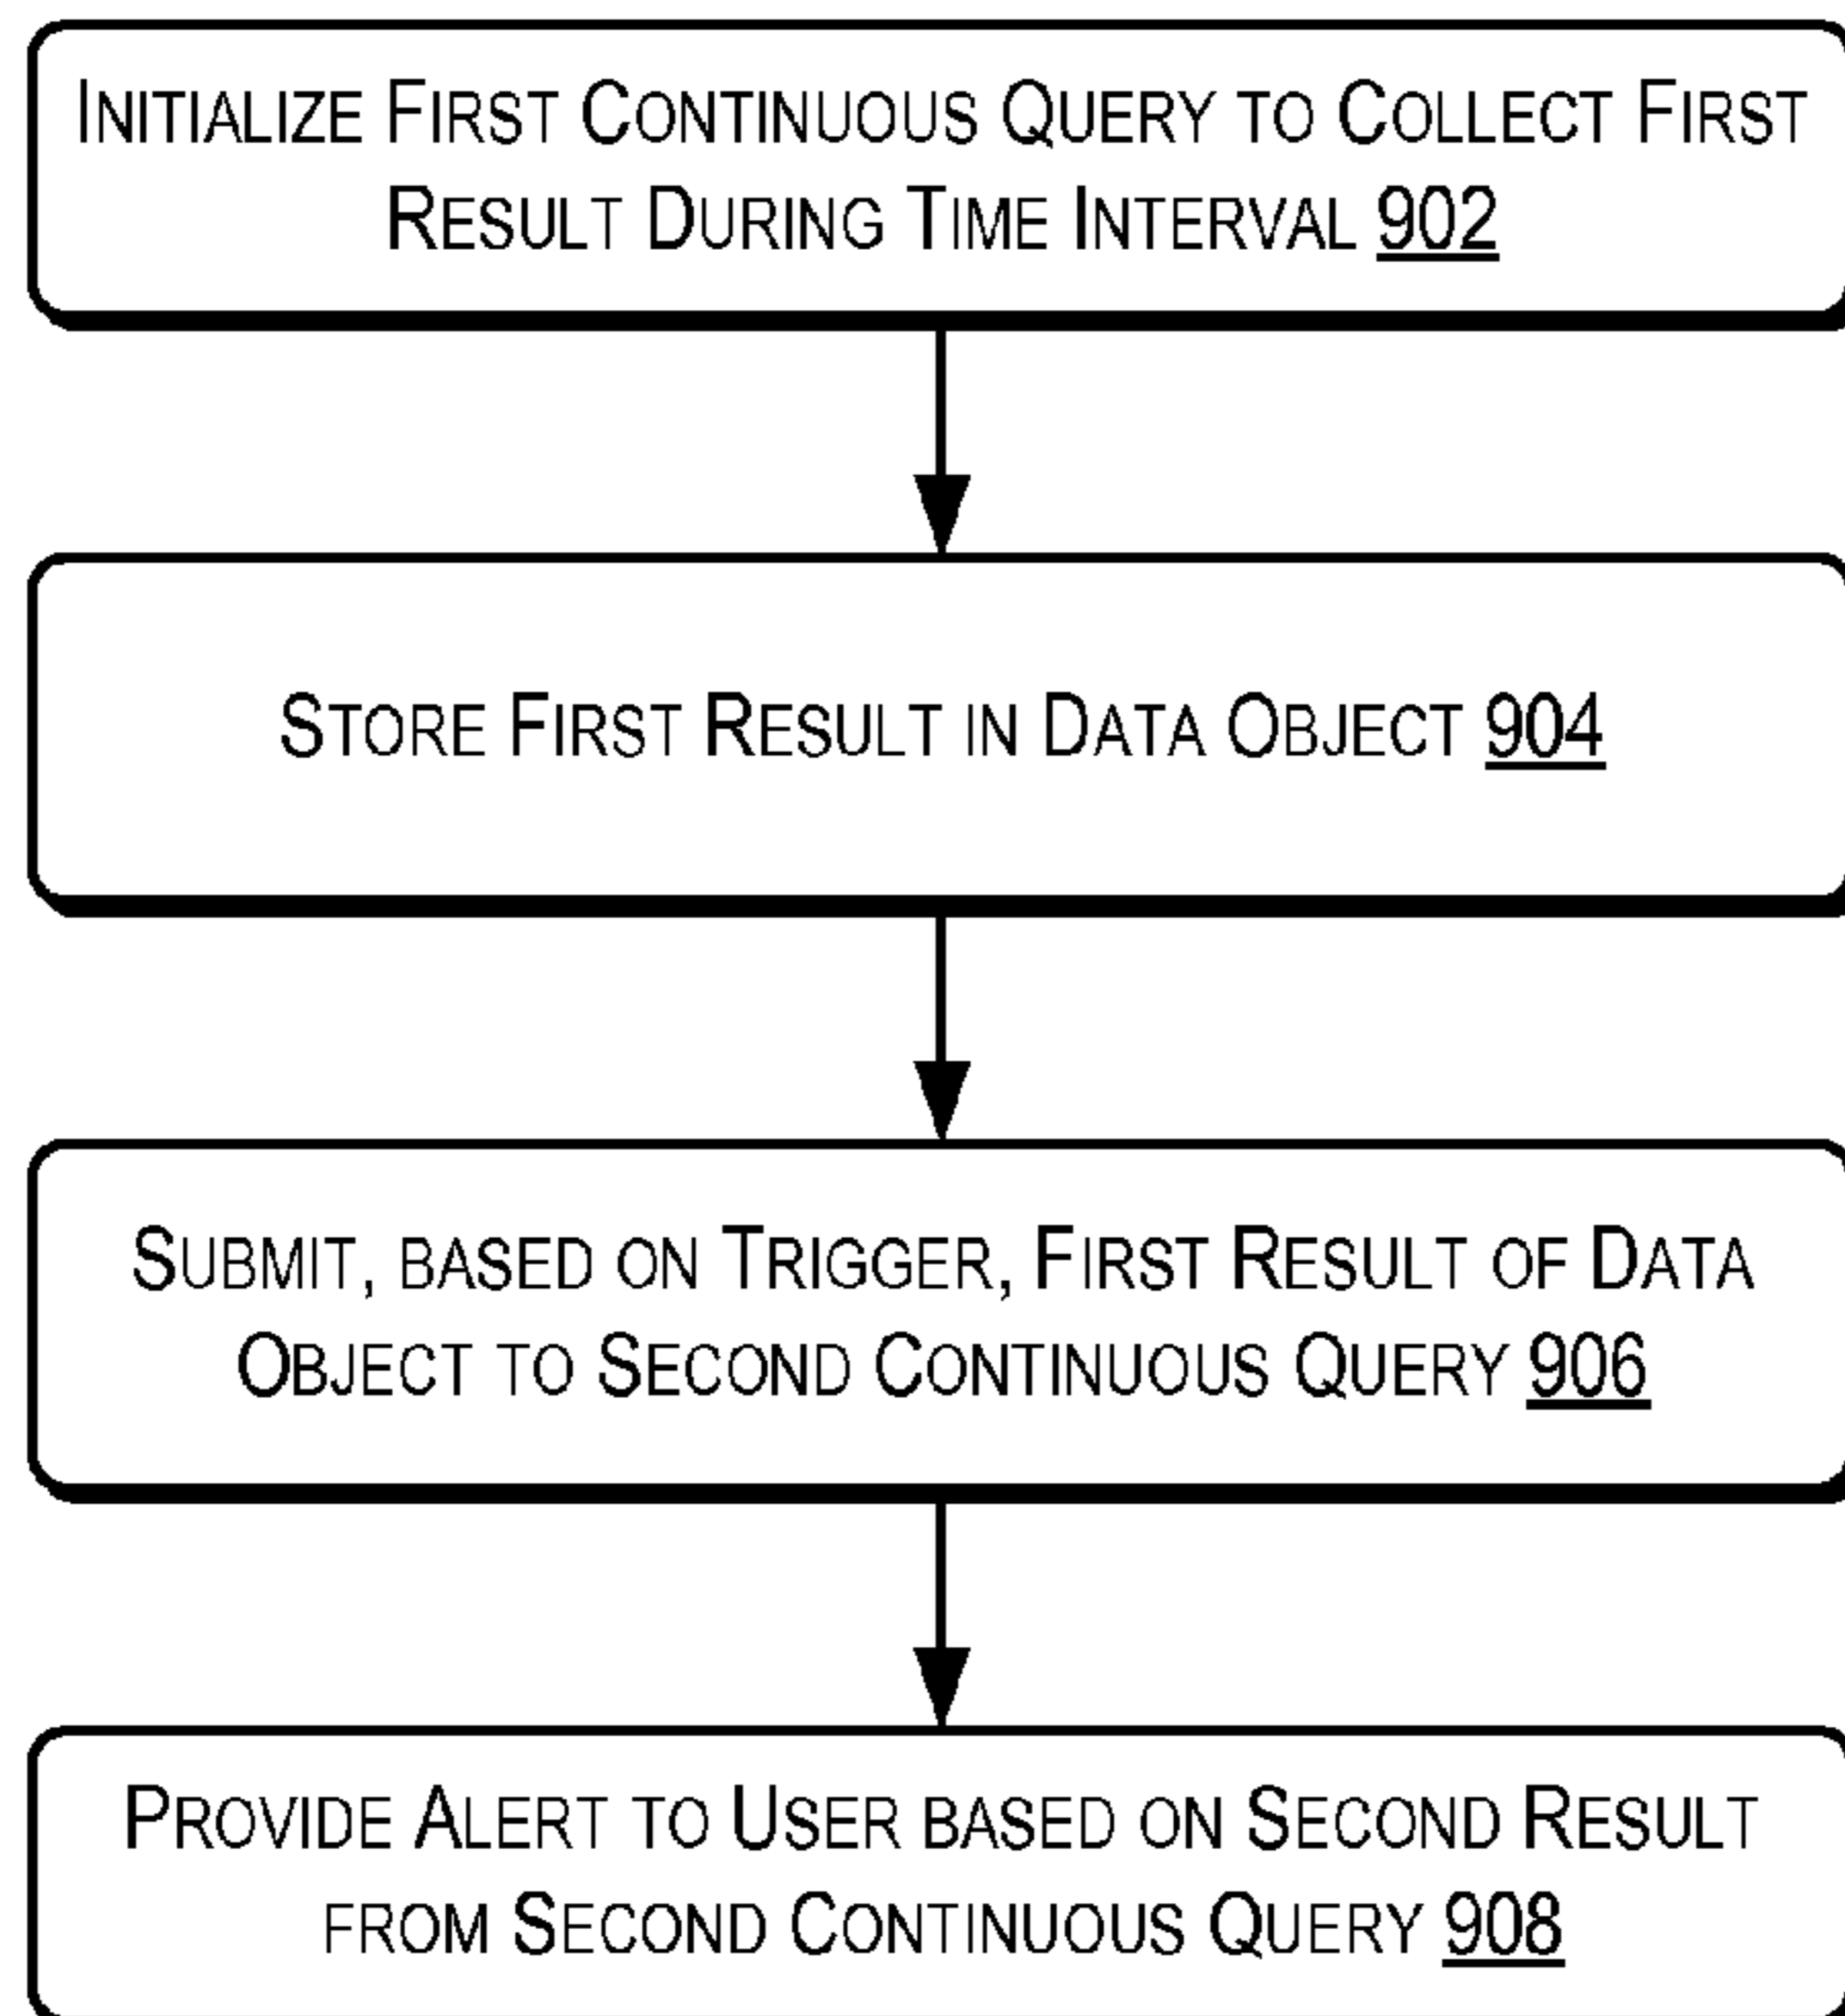 INITIALIZE FIRST CONTINUOUS QUERY TO COLLECT FIRST
RESULT DURING TIME INTERVAL 902
STORE FIRST RESULT IN DATA OBJECT 904
SUBMIT, BASED ON TRIGGER, FIRST RESULT OF DATA
OBJECT TO SECOND CONTINUOUS QUERY 906
PROVIDE ALERT TO USER BASED ON SECOND RESULT
FROM SECOND CONTINUOUS QUERY 908